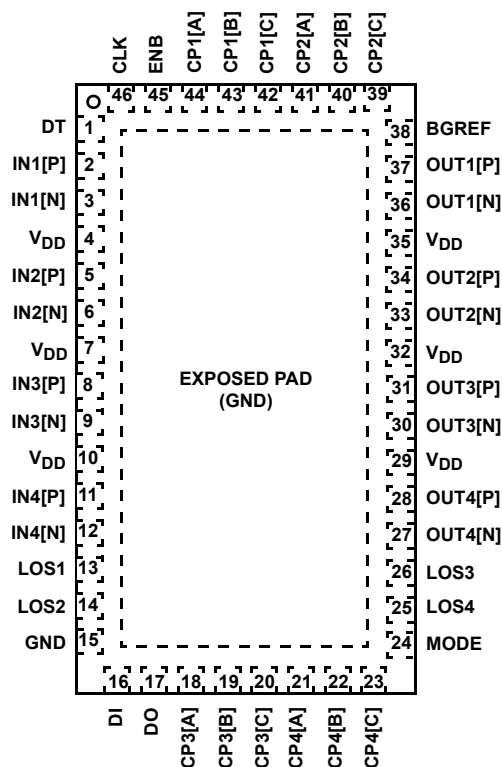 CLK ENB CP1[A] CP1[B] CP1[C] CP2[A] CP2[B] CP2[C]
46 45 44 43 42 41 40 39
DT 1 38 BGREF
IN1[P] 2 37 OUT1[P]
IN1[N] 3 36 OUT1[N]
VDD 4 35 VDD
IN2[P] 5 34 OUT2[P]
IN2[N] 6 33 OUT2[N]
VDD 7 32 VDD
EXPOSED PAD
(GND)
IN3[P] 8 31 OUT3[P]
IN3[N] 9 30 OUT3[N]
VDD 10 29 VDD
IN4[P] 11 28 OUT4[P]
IN4[N] 12 27 OUT4[N]
LOS1 13 26 LOS3
LOS2 14 25 LOS4
GND 15 24 MODE
16 17 18 19 20 21 22 23
DI DO CP3[A] CP3[B] CP3[C] CP4[A] CP4[B] CP4[C]